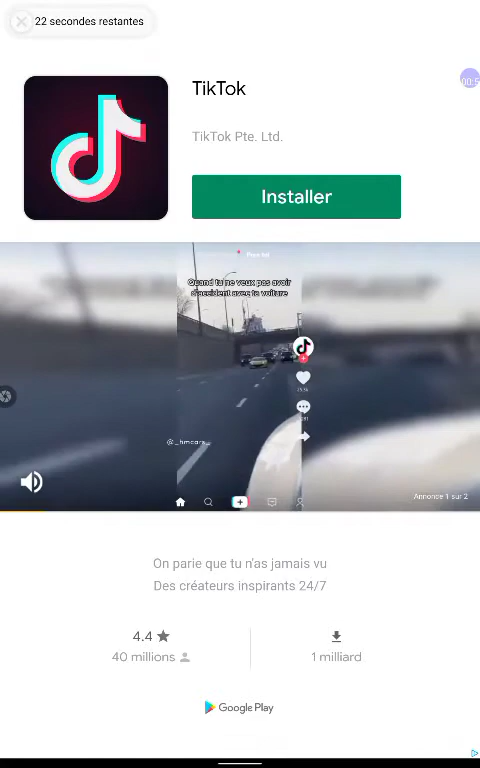 22 secondes restantes
TikTok
TikTok Pte. Ltd.
Installer
Quand tu ne veux pas avoir
d'accident avec ta voiture
@_hmcars_
Annonce 1 sur 2
On parie que tu n'as jamais vu
Des créateurs inspirants 24/7
4,4
40 millions
1 milliard
Google Play